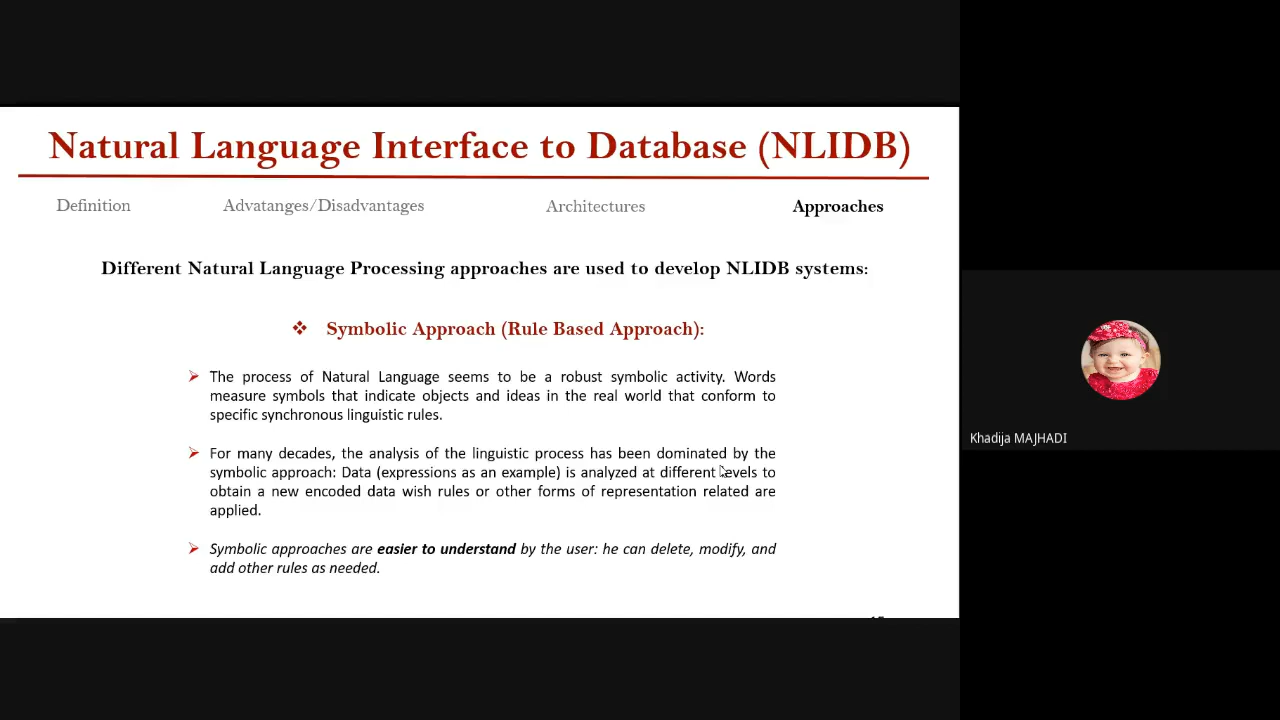 Natural Language Interface to Database (NLIDB)
Definition Advatanges/Disadvantages Architectures Approaches
Different Natural Language Processing approaches are used to develop NLIDB systems:
❖ Symbolic Approach (Rule Based Approach):
➢ The process of Natural Language seems to be a robust symbolic activity. Words
measure symbols that indicate objects and ideas in the real world that conform to
specific synchronous linguistic rules.
➢ For many decades, the analysis of the linguistic process has been dominated by the
symbolic approach: Data (expressions as an example) is analyzed at different levels to
obtain a new encoded data wish rules or other forms of representation related are
applied.
➢ Symbolic approaches are easier to understand by the user: he can delete, modify, and
add other rules as needed.
Khadija MAJHADI